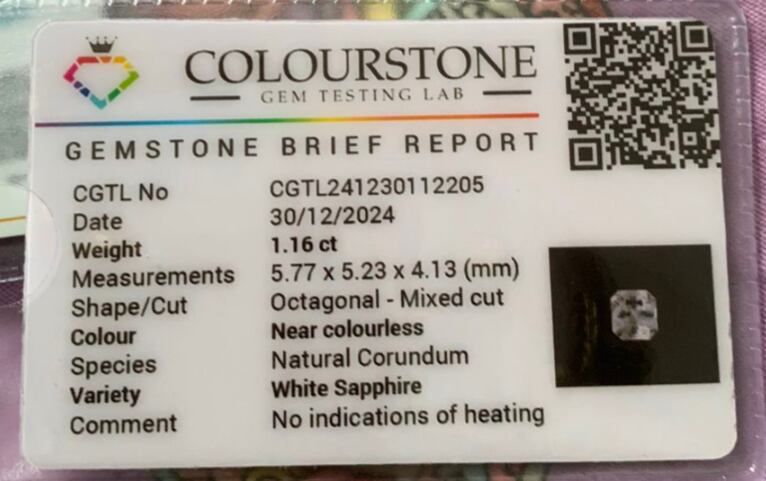 COLOURSTONE
GEM TESTING LAB
GEMSTONE BRIEF REPORT
CGTL No CGTL241230112205
Date 30/12/2024
Weight 1.16 ct
Measurements 5.77 x 5.23 x 4.13 (mm)
Shape/Cut Octagonal - Mixed cut
Colour Near colourless
Species Natural Corundum
Variety White Sapphire
Comment No indications of heating